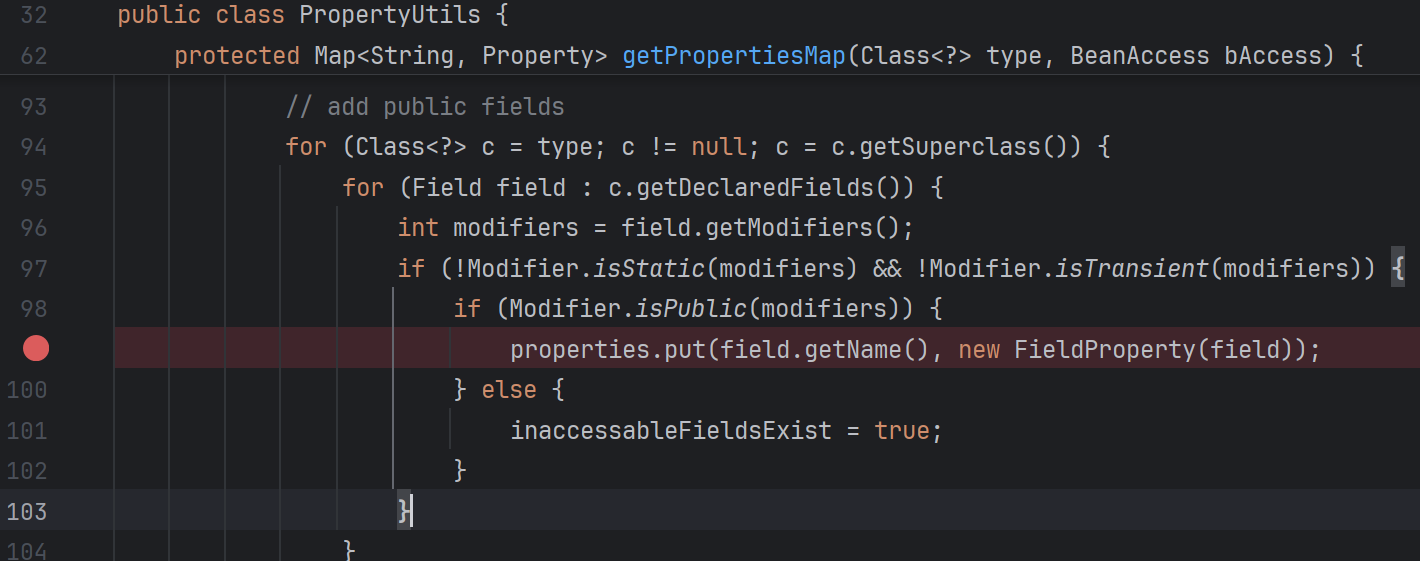 32 public class PropertyUtils {
62 protected Map<String, Property> getPropertiesMap(Class<?> type, BeanAccess bAccess) {
93 // add public fields
94 for (Class<?> c = type; c != null; c = c.getSuperclass()) {
95 for (Field field : c.getDeclaredFields()) {
96 int modifiers = field.getModifiers();
97 if (!Modifier.isStatic(modifiers) && !Modifier.isTransient(modifiers)) {
98 if (Modifier.isPublic(modifiers)) {
properties.put(field.getName(), new FieldProperty(field));
100 } else {
101 inaccessableFieldsExist = true;
102 }
103 }
104 }